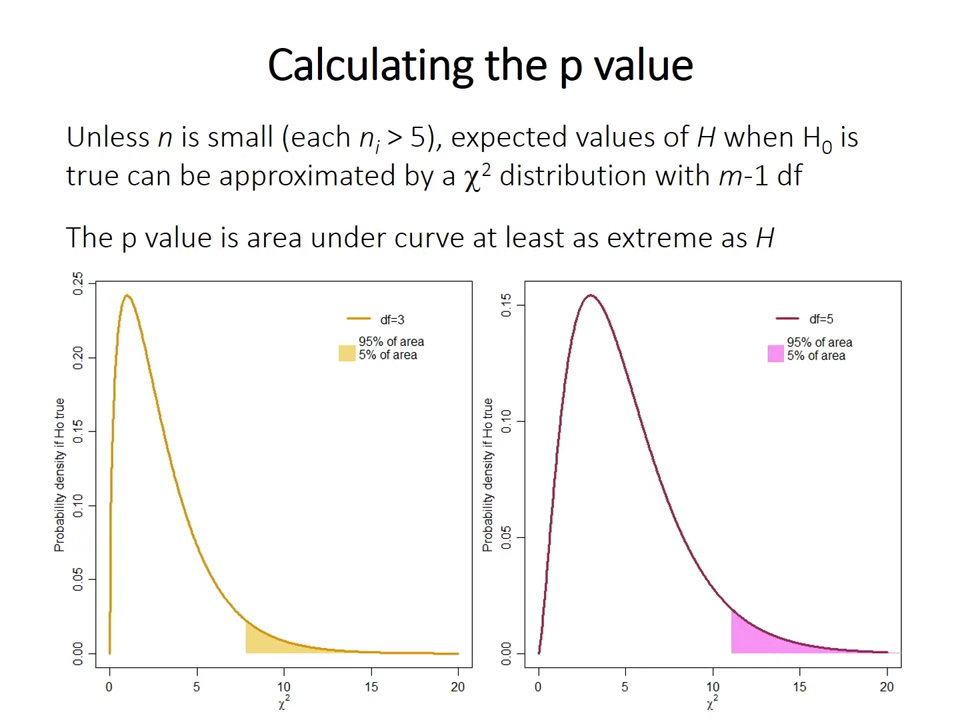 Calculating the p value
Unless n is small (each nᵢ > 5), expected values of H when H₀ is
true can be approximated by a χ² distribution with m-1 df
The p value is area under curve at least as extreme as H
Probability density if Ho true
0.25
0.20
0.15
0.10
0.05
0.00
df=3
95% of area
5% of area
0 5 10 15 20
χ²
Probability density if Ho true
0.15
0.10
0.05
0.00
df=5
95% of area
5% of area
0 5 10 15 20
χ²